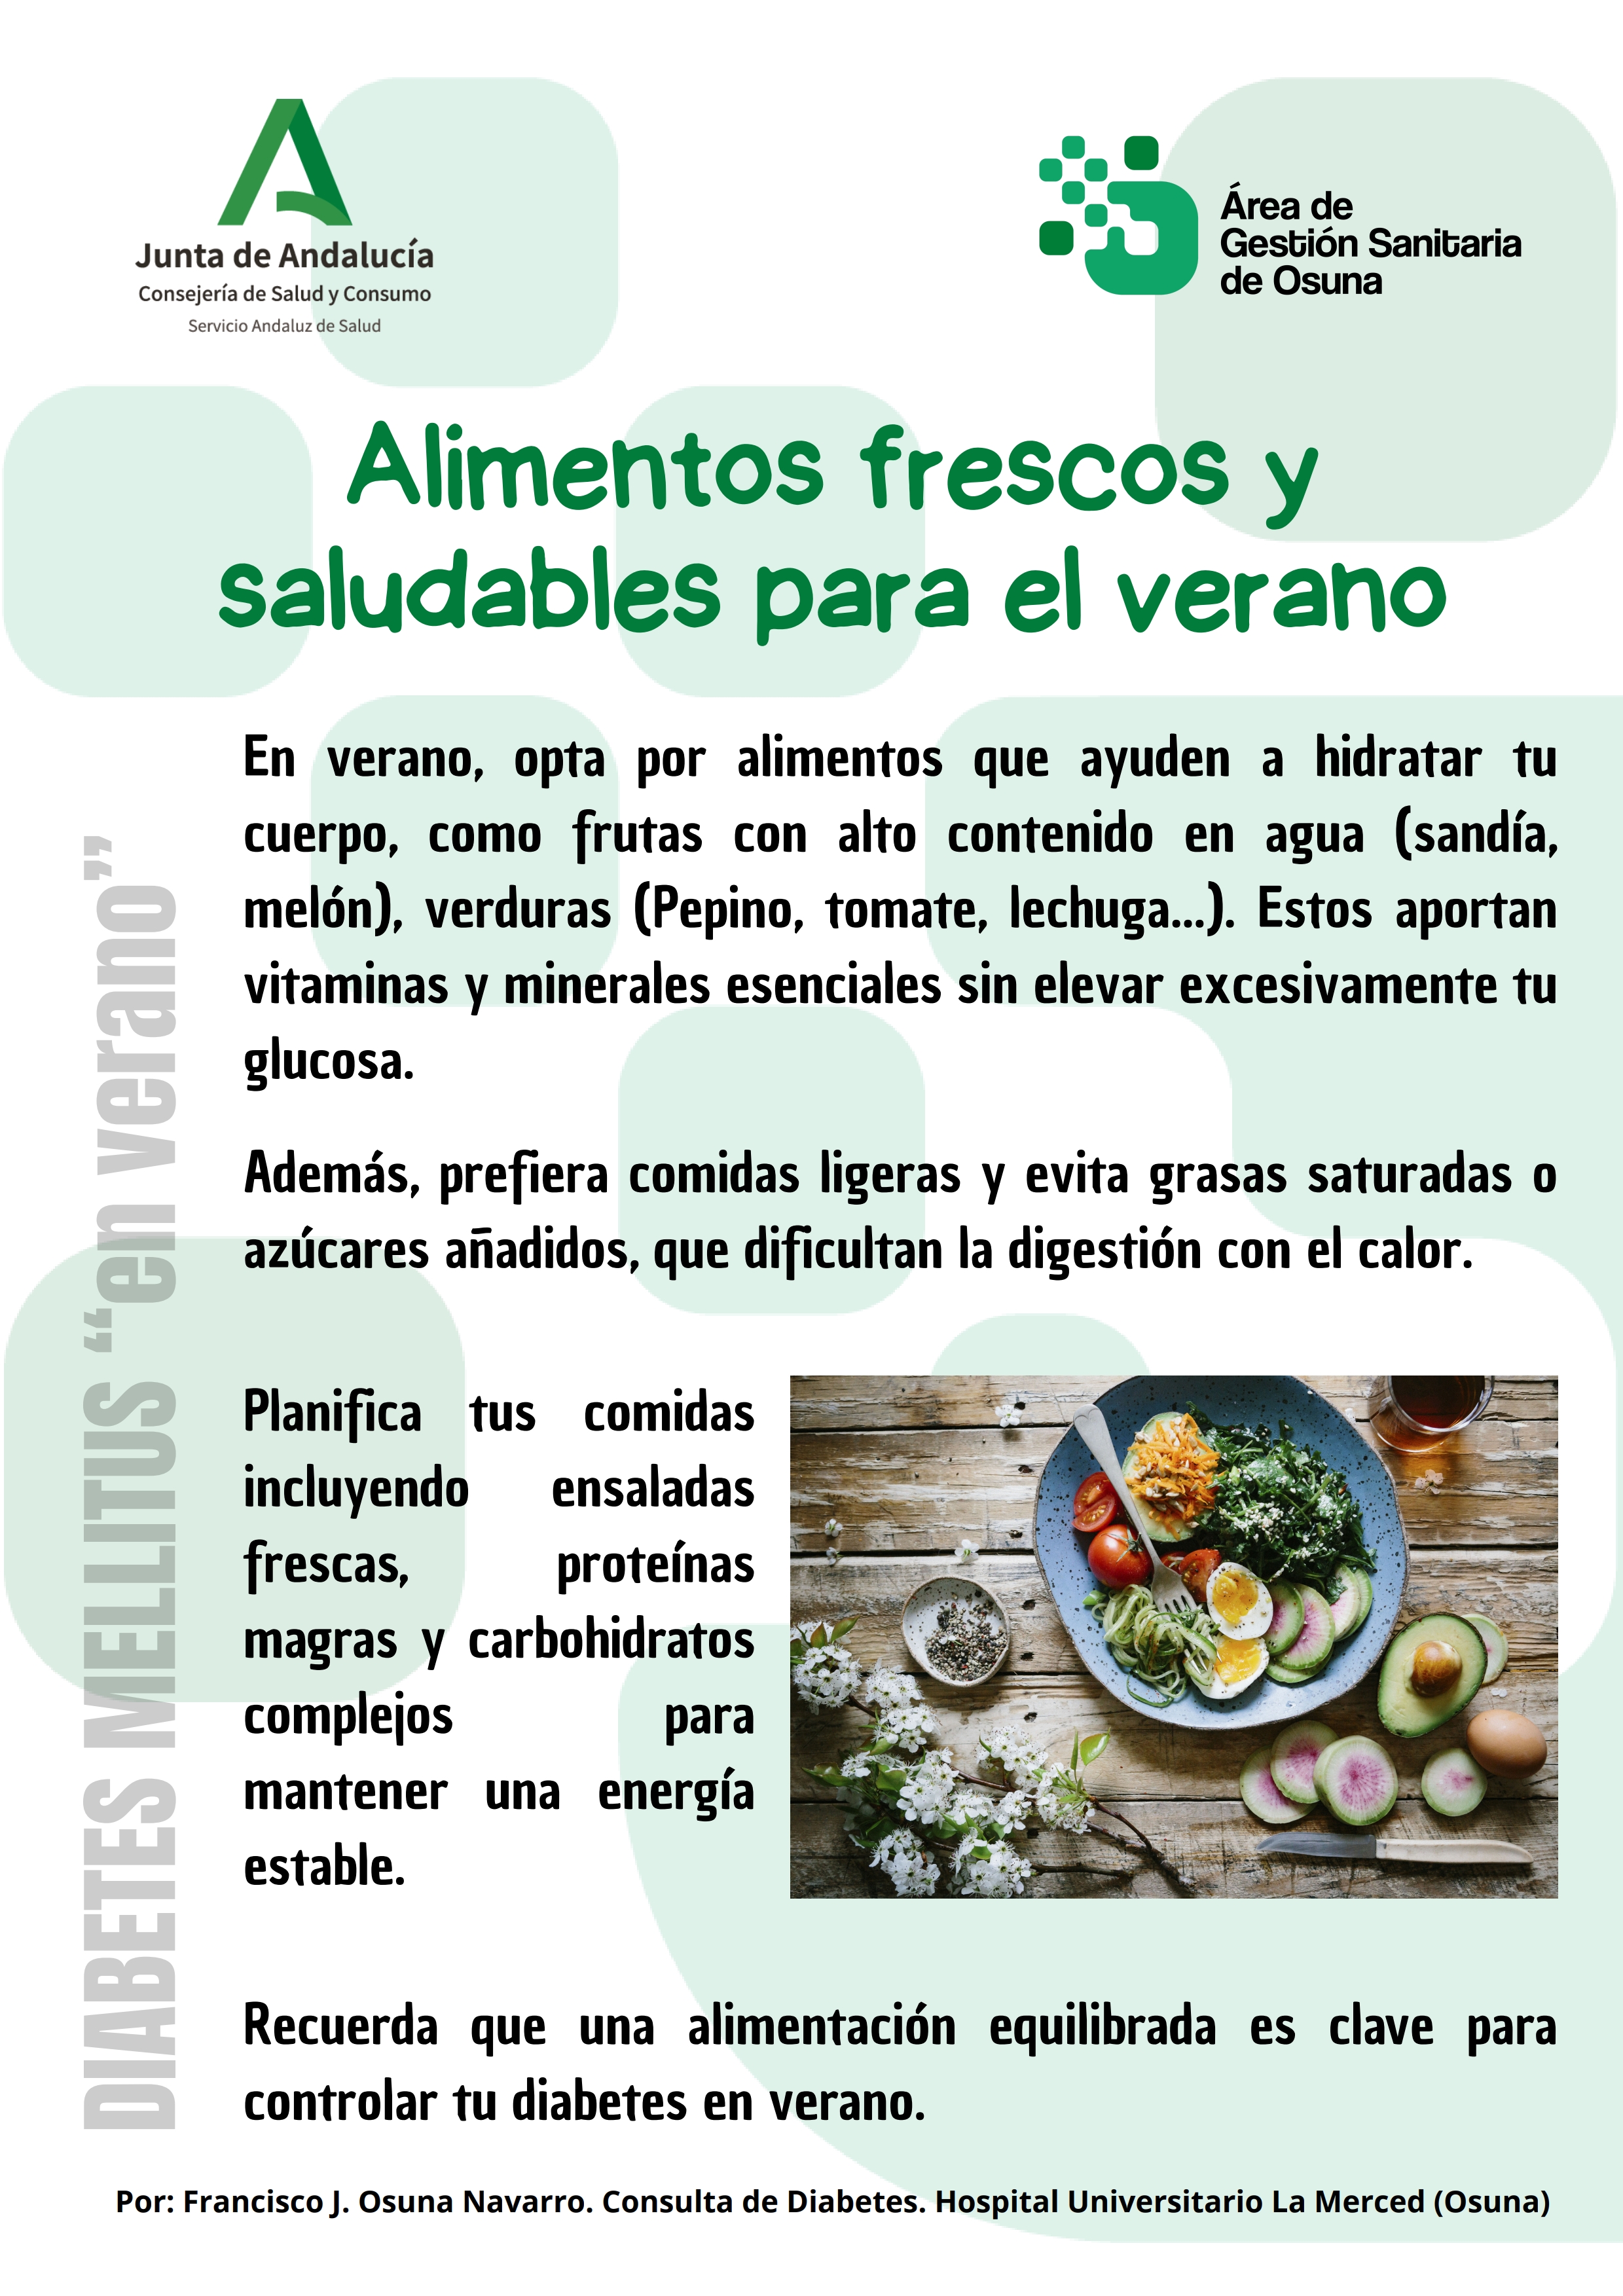 Junta de Andalucía
Consejería de Salud y Consumo
Servicio Andaluz de Salud
Área de
Gestión Sanitaria
de Osuna
Alimentos frescos y
saludables para el verano
En verano, opta por alimentos que ayuden a hidratar tu
cuerpo, como frutas con alto contenido en agua (sandía,
melón), verduras (Pepino, tomate, lechuga...). Estos aportan
vitaminas y minerales esenciales sin elevar excesivamente tu
glucosa.
Además, prefiera comidas ligeras y evita grasas saturadas o
azúcares añadidos, que dificultan la digestión con el calor.
Planifica tus comidas
incluyendo ensaladas
frescas, proteínas
magras y carbohidratos
complejos para
mantener una energía
estable.
Recuerda que una alimentación equilibrada es clave para
controlar tu diabetes en verano.
DIABETES MELLITUS “en verano”
Por: Francisco J. Osuna Navarro. Consulta de Diabetes. Hospital Universitario La Merced (Osuna)